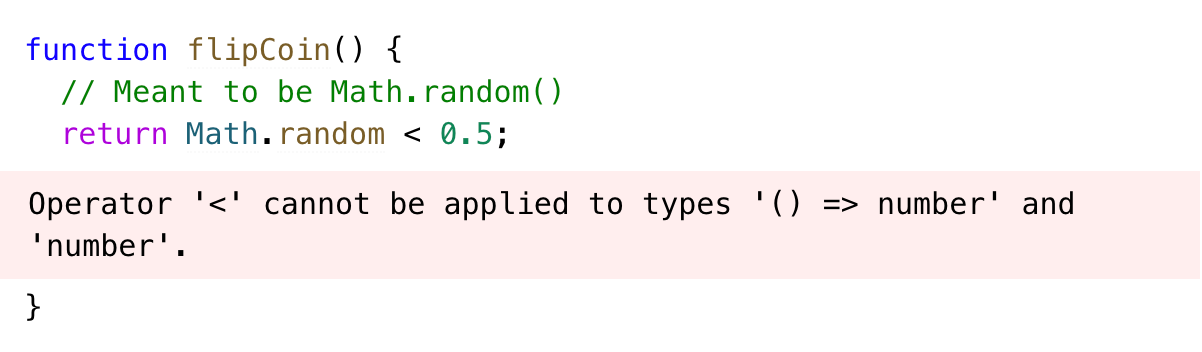 function flipCoin() {
  // Meant to be Math.random()
  return Math.random < 0.5;
Operator '<' cannot be applied to types '() => number' and
'number'.
}